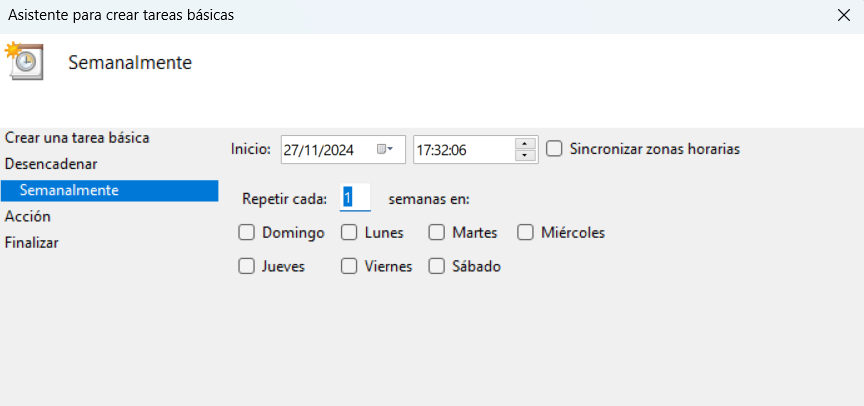 Asistente para crear tareas básicas
Semanalmente
Crear una tarea básica
Desencadenar
Semanalmente
Acción
Finalizar
Inicio: 27/11/2024 17:32:06 Sincronizar zonas horarias
Repetir cada: 1 semanas en:
Domingo Lunes Martes Miércoles
Jueves Viernes Sábado